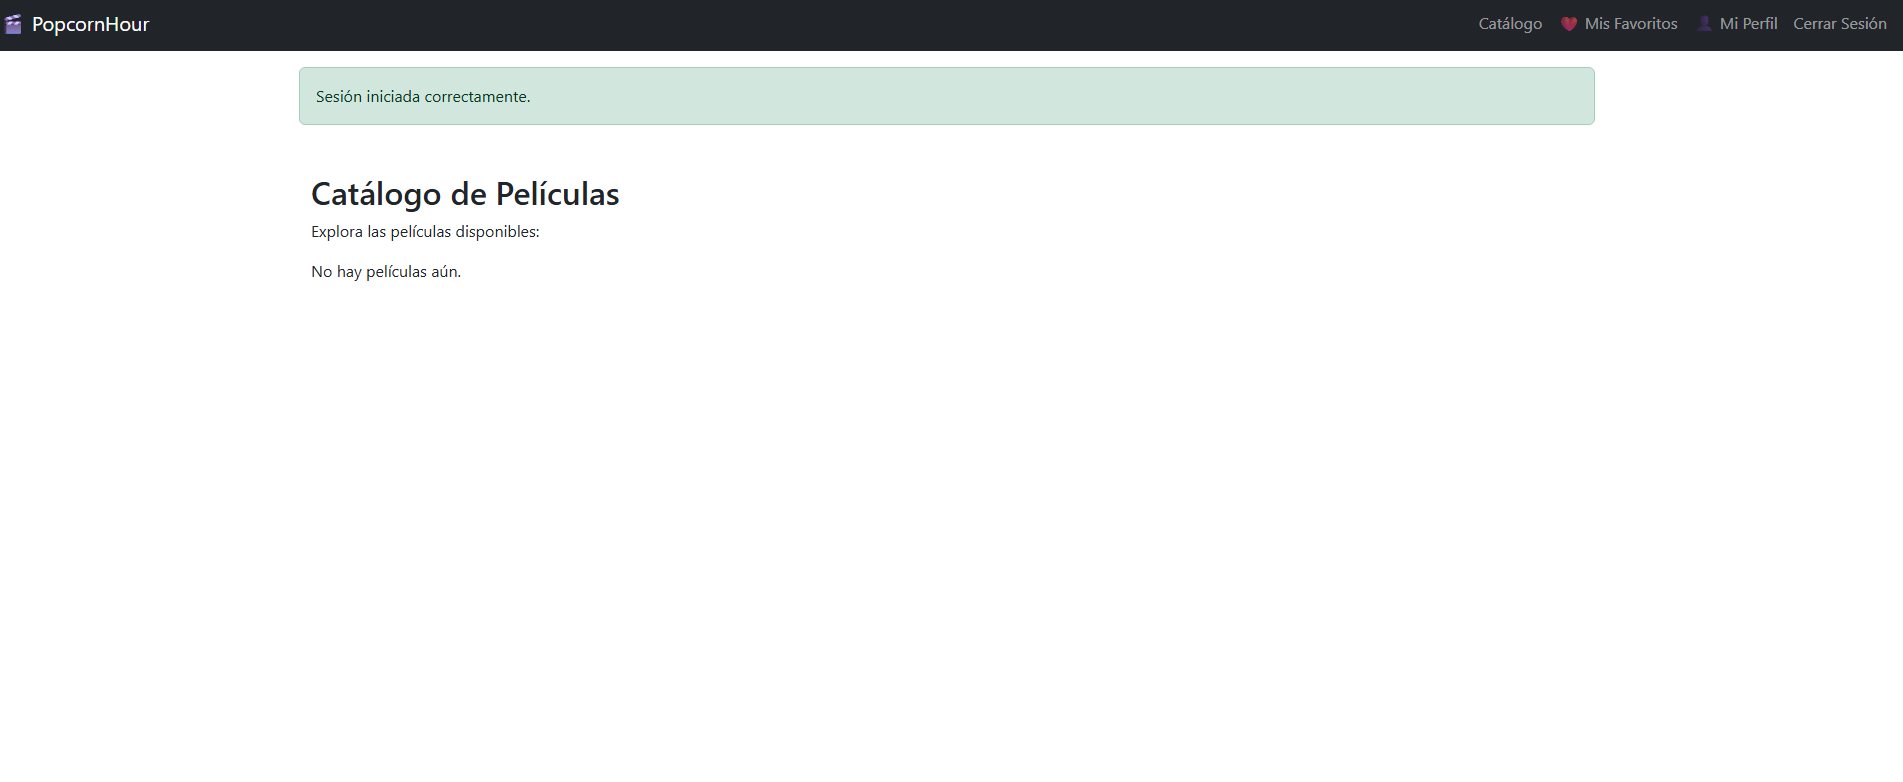 PopcornHour
Catálogo Mis Favoritos Mi Perfil Cerrar Sesión
Sesión iniciada correctamente.
Catálogo de Películas
Explora las películas disponibles:
No hay películas aún.